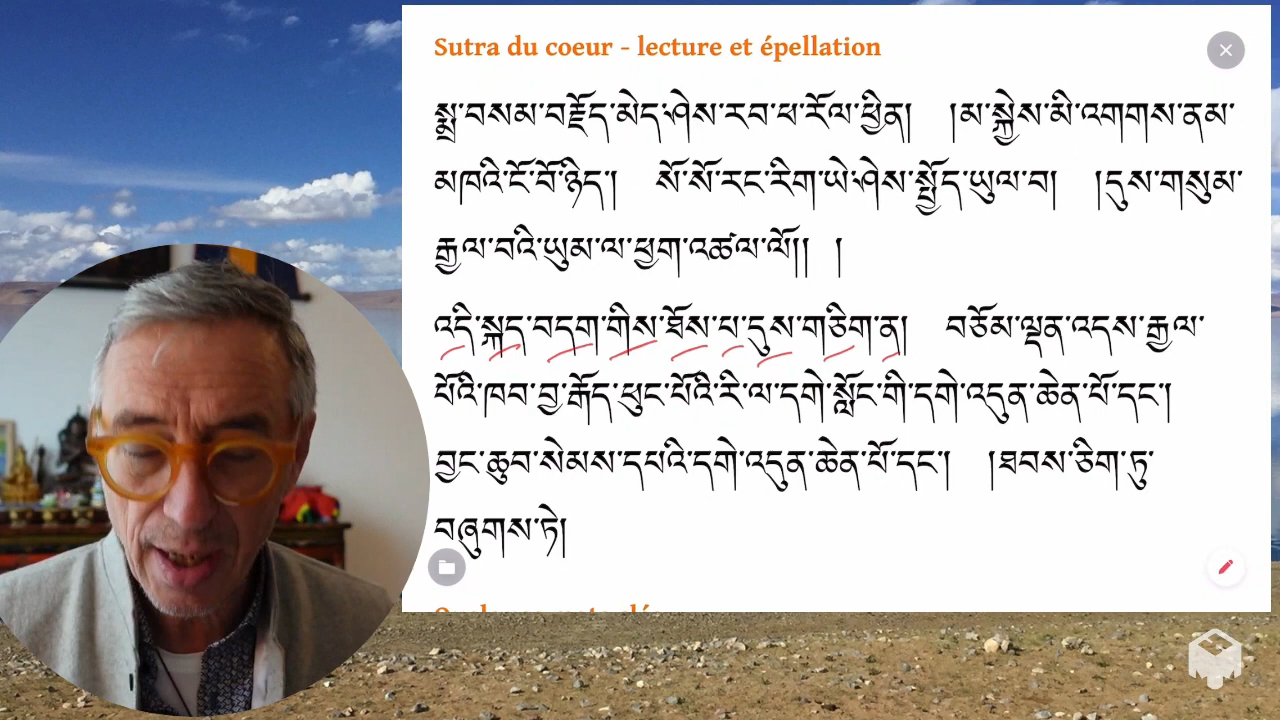 Sutra du coeur - lecture et épellation
སྨྲ་བསམ་བརྗོད་མེད་ཤེས་རབ་ཕ་རོལ་ཕྱིན། །མ་སྐྱེས་མི་འགགས་ནམ་
མཁའི་ངོ་བོ་ཉིད་། སོ་སོ་རང་རིག་ཡེ་ཤེས་སྤྱོད་ཡུལ་བ། །དུས་གསུམ་
རྒྱལ་བའི་ཡུམ་ལ་ཕྱག་འཚལ་ལོ།། །
འདི་སྐད་བདག་གིས་ཐོས་པ་དུས་གཅིག་ན། བཅོམ་ལྡན་འདས་རྒྱལ་
པོའི་ཁབ་བྱ་རྒོད་ཕུང་པོའི་རི་ལ་དགེ་སློང་གི་དགེ་འདུན་ཆེན་པོ་དང་།
བྱང་ཆུབ་སེམས་དཔའི་དགེ་འདུན་ཆེན་པོ་དང་། །ཐབས་ཅིག་ཏུ་
བཞུགས་ཏེ།